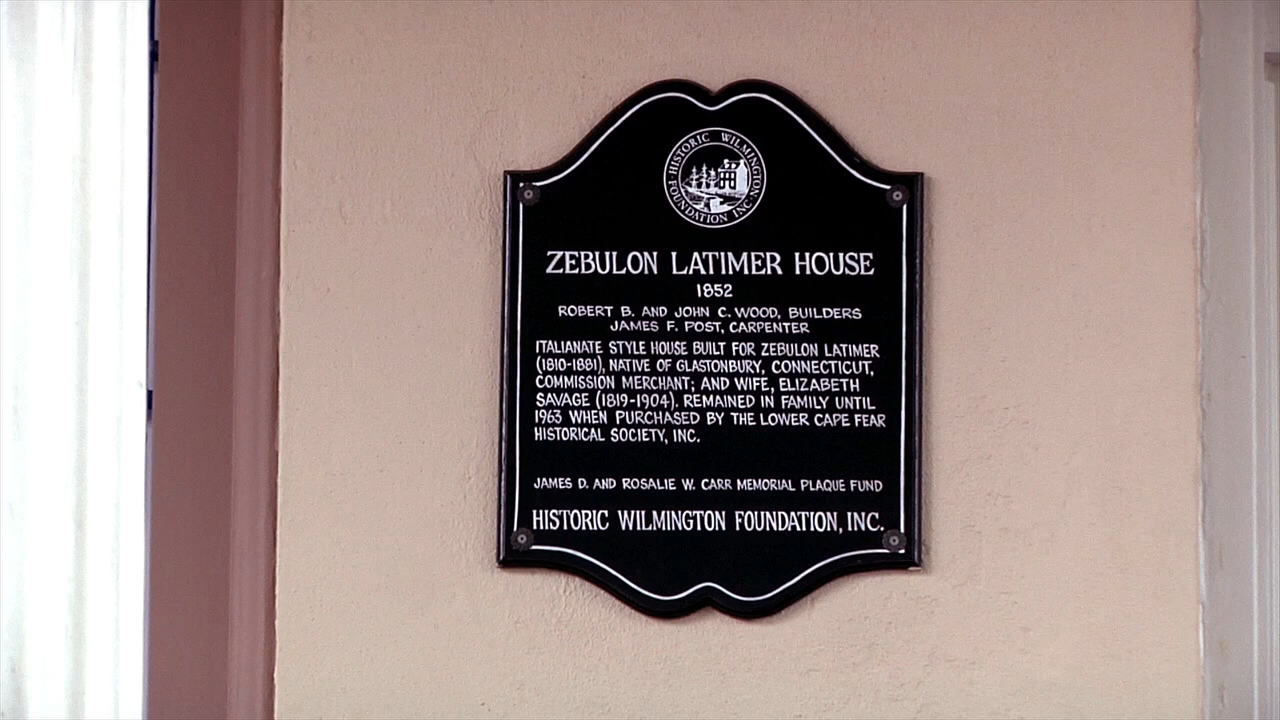 HISTORIC WILMINGTON
FOUNDATION INC.
ZEBULON LATIMER HOUSE
1852
ROBERT B. AND JOHN C. WOOD, BUILDERS
JAMES F. POST, CARPENTER
ITALIANATE STYLE HOUSE BUILT FOR ZEBULON LATIMER
(1810-1881), NATIVE OF GLASTONBURY, CONNECTICUT,
COMMISSION MERCHANT; AND WIFE, ELIZABETH
SAVAGE (1819-1904). REMAINED IN FAMILY UNTIL
1963 WHEN PURCHASED BY THE LOWER CAPE FEAR
HISTORICAL SOCIETY, INC.
JAMES D. AND ROSALIE W. CARR MEMORIAL PLAQUE FUND
HISTORIC WILMINGTON FOUNDATION, INC.